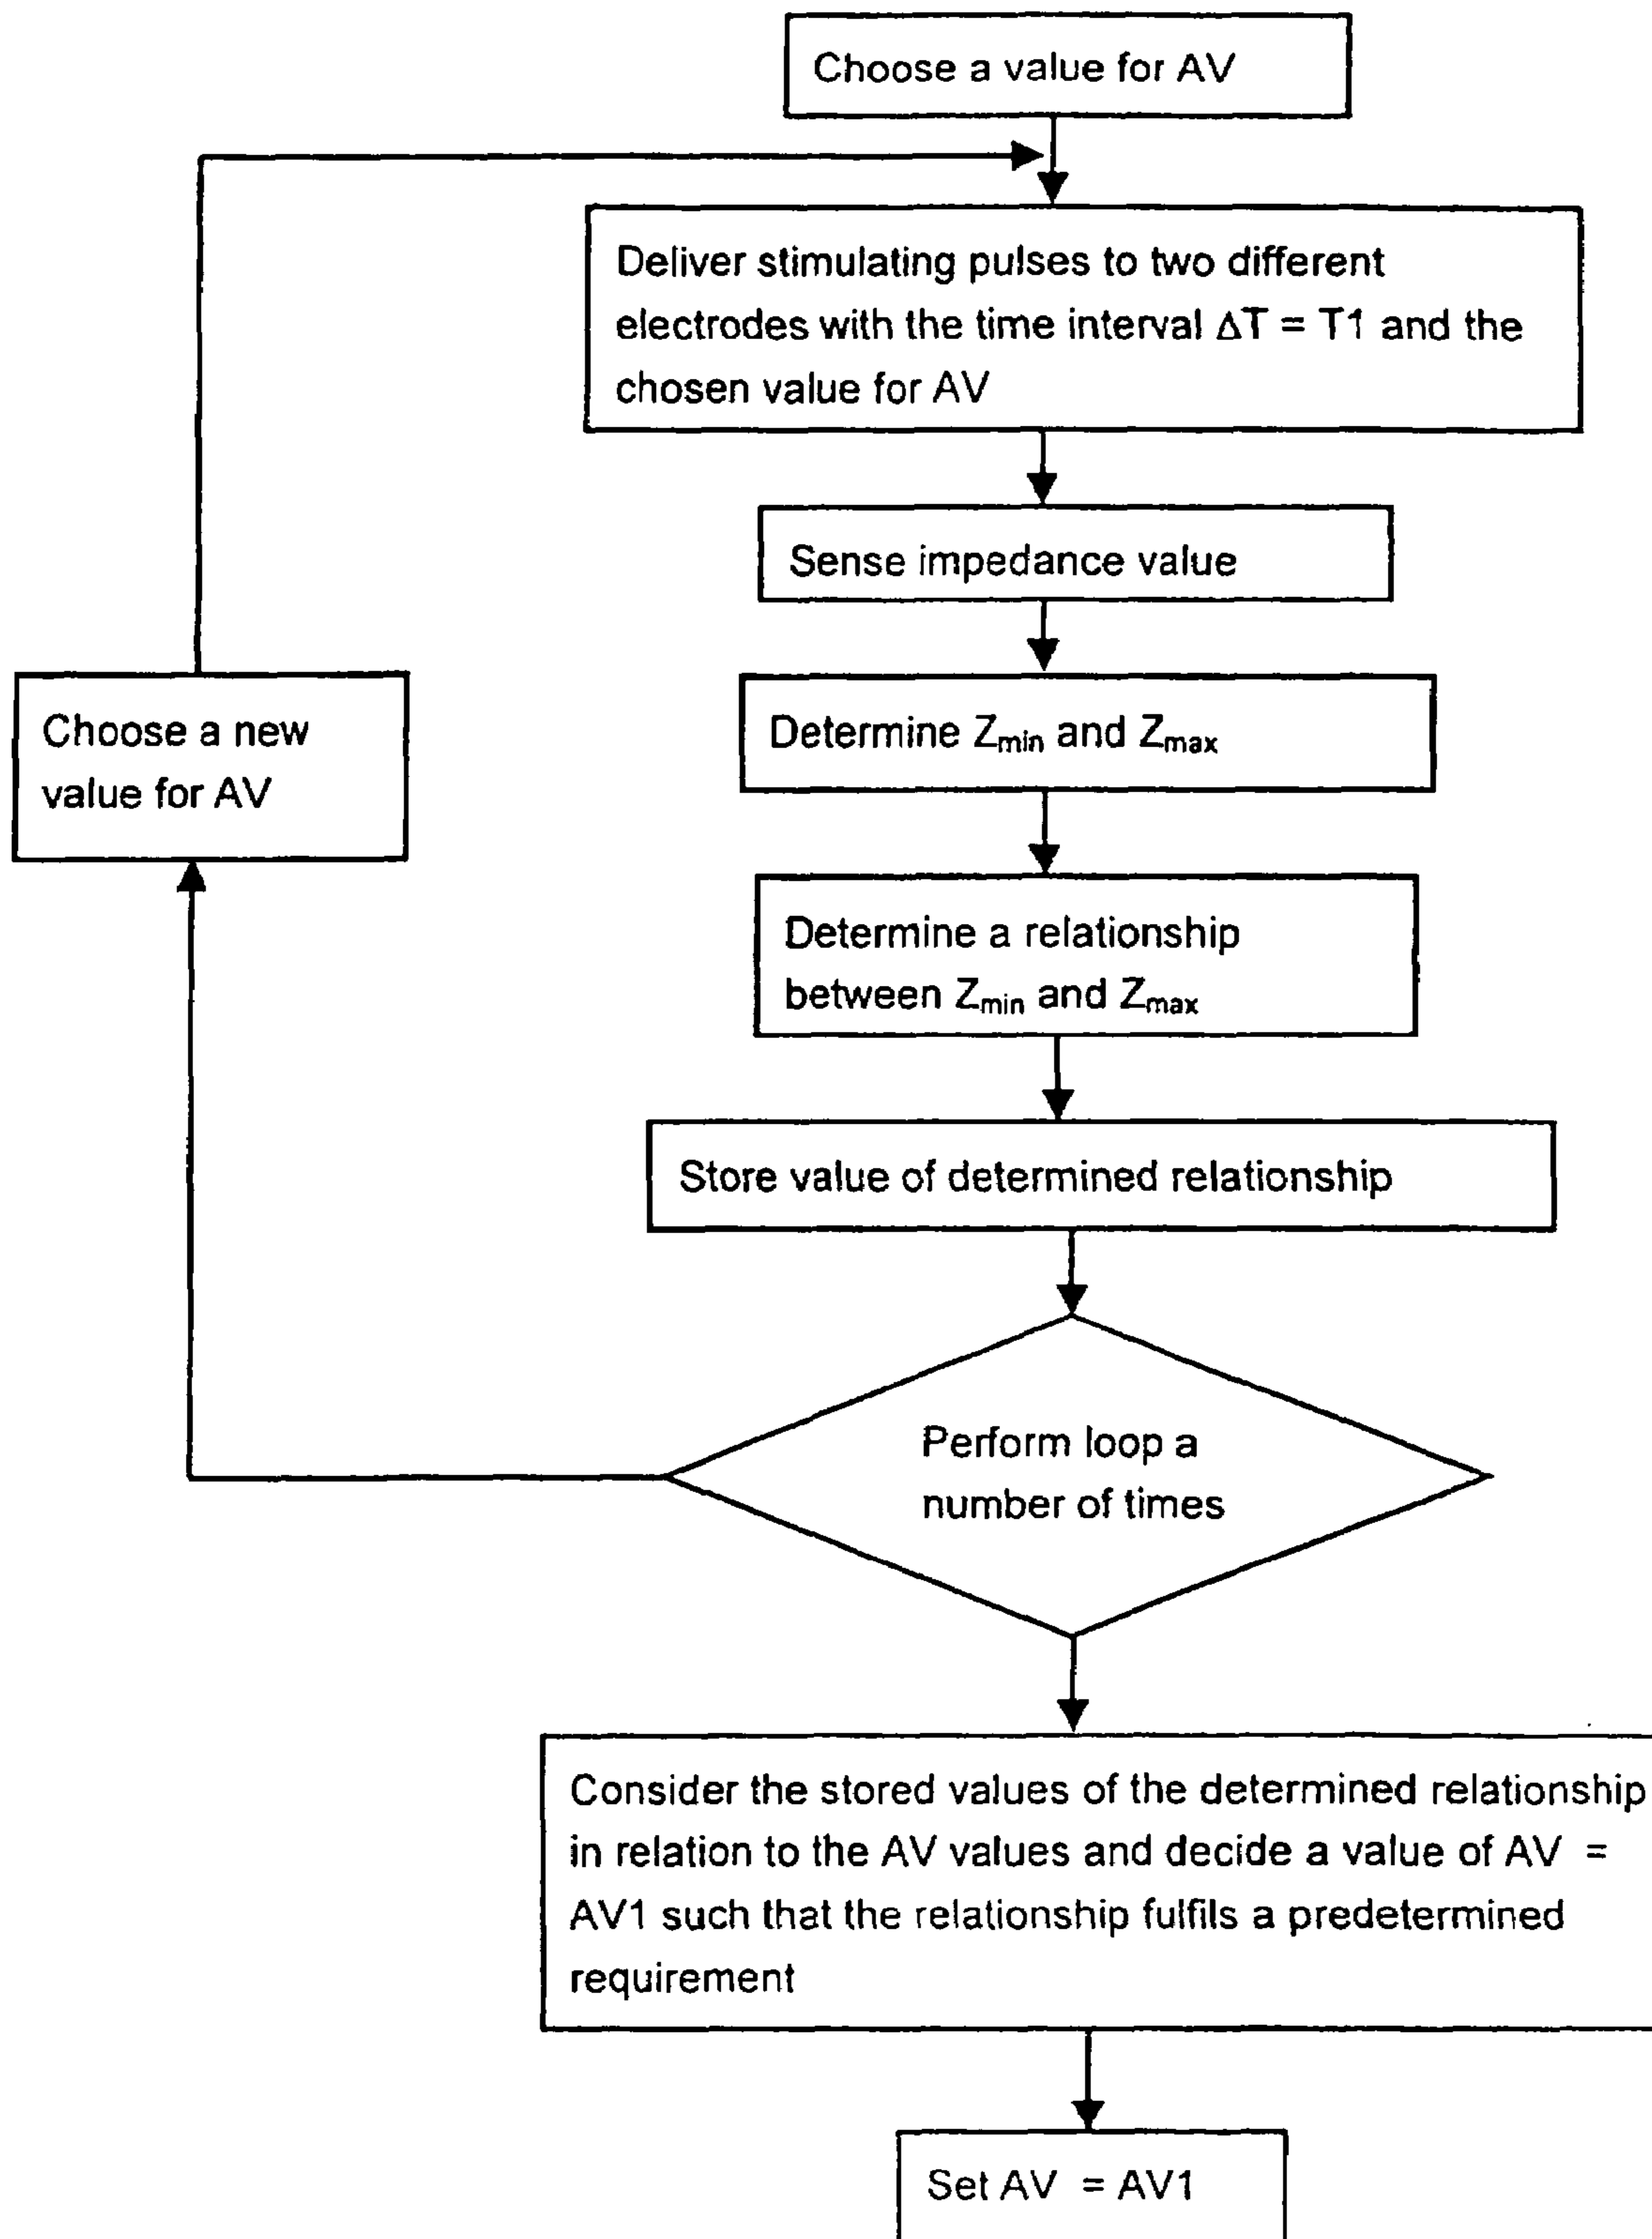 Choose a value for AV
Deliver stimulating pulses to two different
electrodes with the time interval ΔT = T1 and the
chosen value for AV
Sense impedance value
Determine Zmin and Zmax
Choose a new
value for AV
Determine a relationship
between Zmin and Zmax
Store value of determined relationship
Perform loop a
number of times
Consider the stored values of the determined relationship
in relation to the AV values and decide a value of AV =
AV1 such that the relationship fulfils a predetermined
requirement
Set AV = AV1